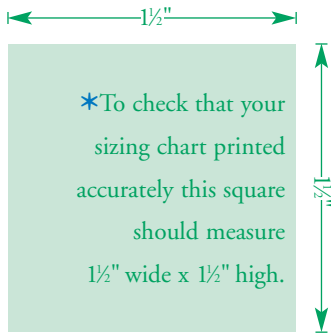 1½"
*To check that your
sizing chart printed
accurately this square
should measure
1½" wide x 1½" high.
1½"